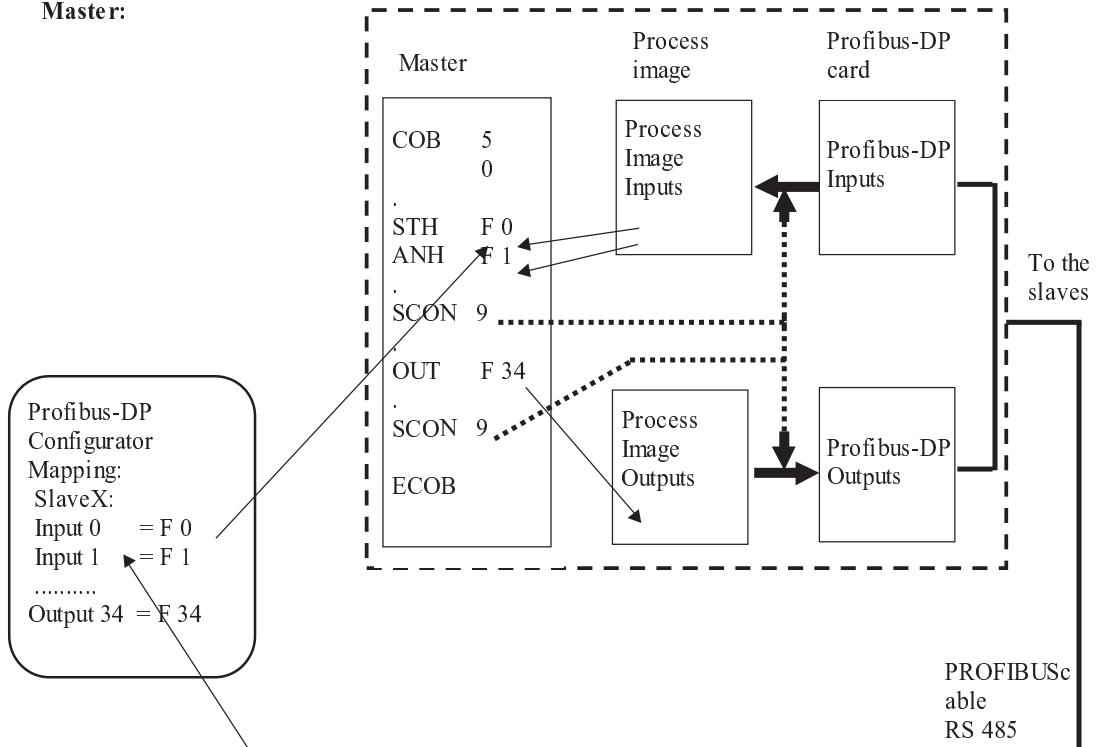 Master:
Master
Process
image
Profibus-DP
card
COB 5
0
.
STH F 0
ANH F 1
.
SCON 9
.
OUT F 34
.
SCON 9
ECOB
Process
Image
Inputs
Profibus-DP
Inputs
Process
Image
Outputs
Profibus-DP
Outputs
To the
slaves
Profibus-DP
Configurator
Mapping:
SlaveX:
Input 0 = F 0
Input 1 = F 1
..........
Output 34 = F 34
PROFIBUSc
able
RS 485